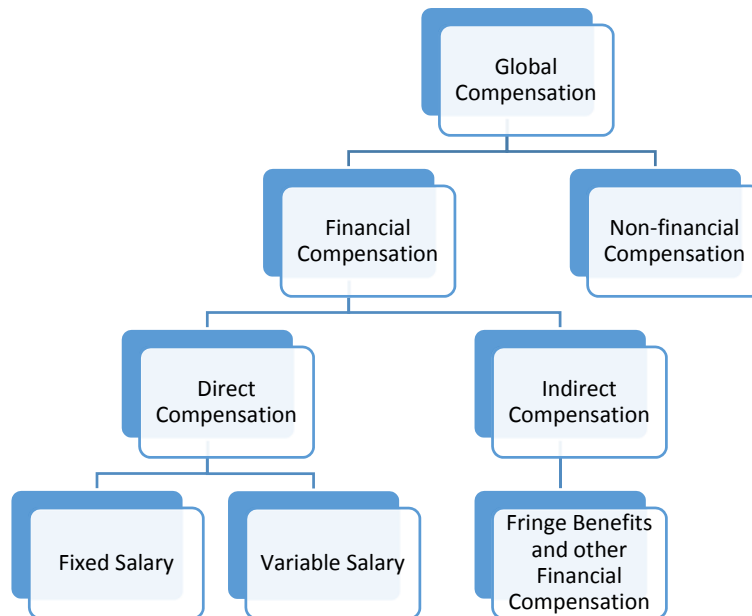 Global
Compensation
Financial
Compensation
Non-financial
Compensation
Direct
Compensation
Indirect
Compensation
Fixed Salary
Variable Salary
Fringe Benefits
and other
Financial
Compensation